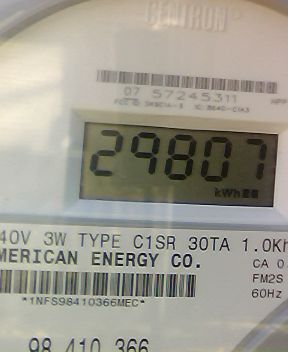 CENTRON®
07 57245311
29807
kWh
40V 3W TYPE C1SR 30TA 1.0Kh
MERICAN ENERGY CO.
CA 0.
FM2S
60Hz
*1NFS98410366MEC*
98 410 366